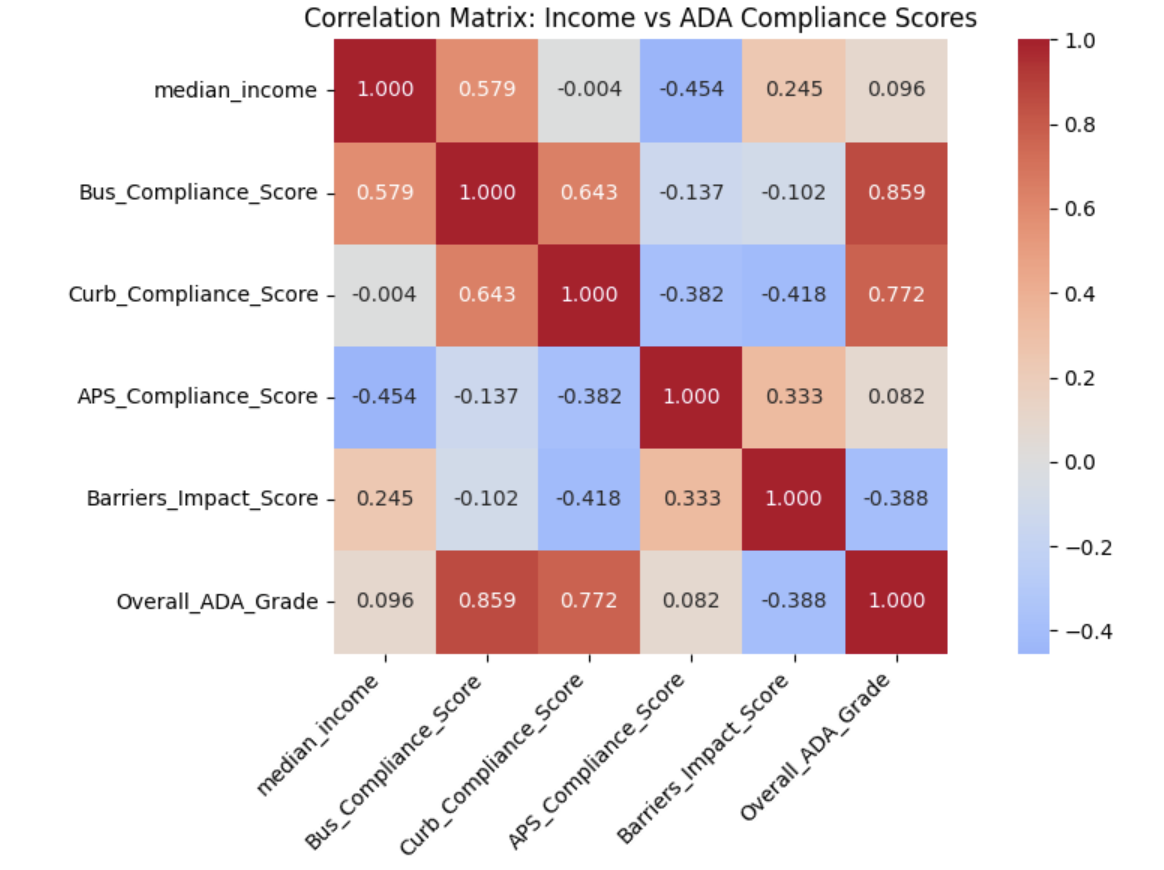 Correlation Matrix: Income vs ADA Compliance Scores
median_income 1.000 0.579 -0.004 -0.454 0.245 0.096
Bus_Compliance_Score 0.579 1.000 0.643 -0.137 -0.102 0.859
Curb_Compliance_Score -0.004 0.643 1.000 -0.382 -0.418 0.772
APS_Compliance_Score -0.454 -0.137 -0.382 1.000 0.333 0.082
Barriers_Impact_Score 0.245 -0.102 -0.418 0.333 1.000 -0.388
Overall_ADA_Grade 0.096 0.859 0.772 0.082 -0.388 1.000
median_income
Bus_Compliance_Score
Curb_Compliance_Score
APS_Compliance_Score
Barriers_Impact_Score
Overall_ADA_Grade
1.0
0.8
0.6
0.4
0.2
0.0
−0.2
−0.4